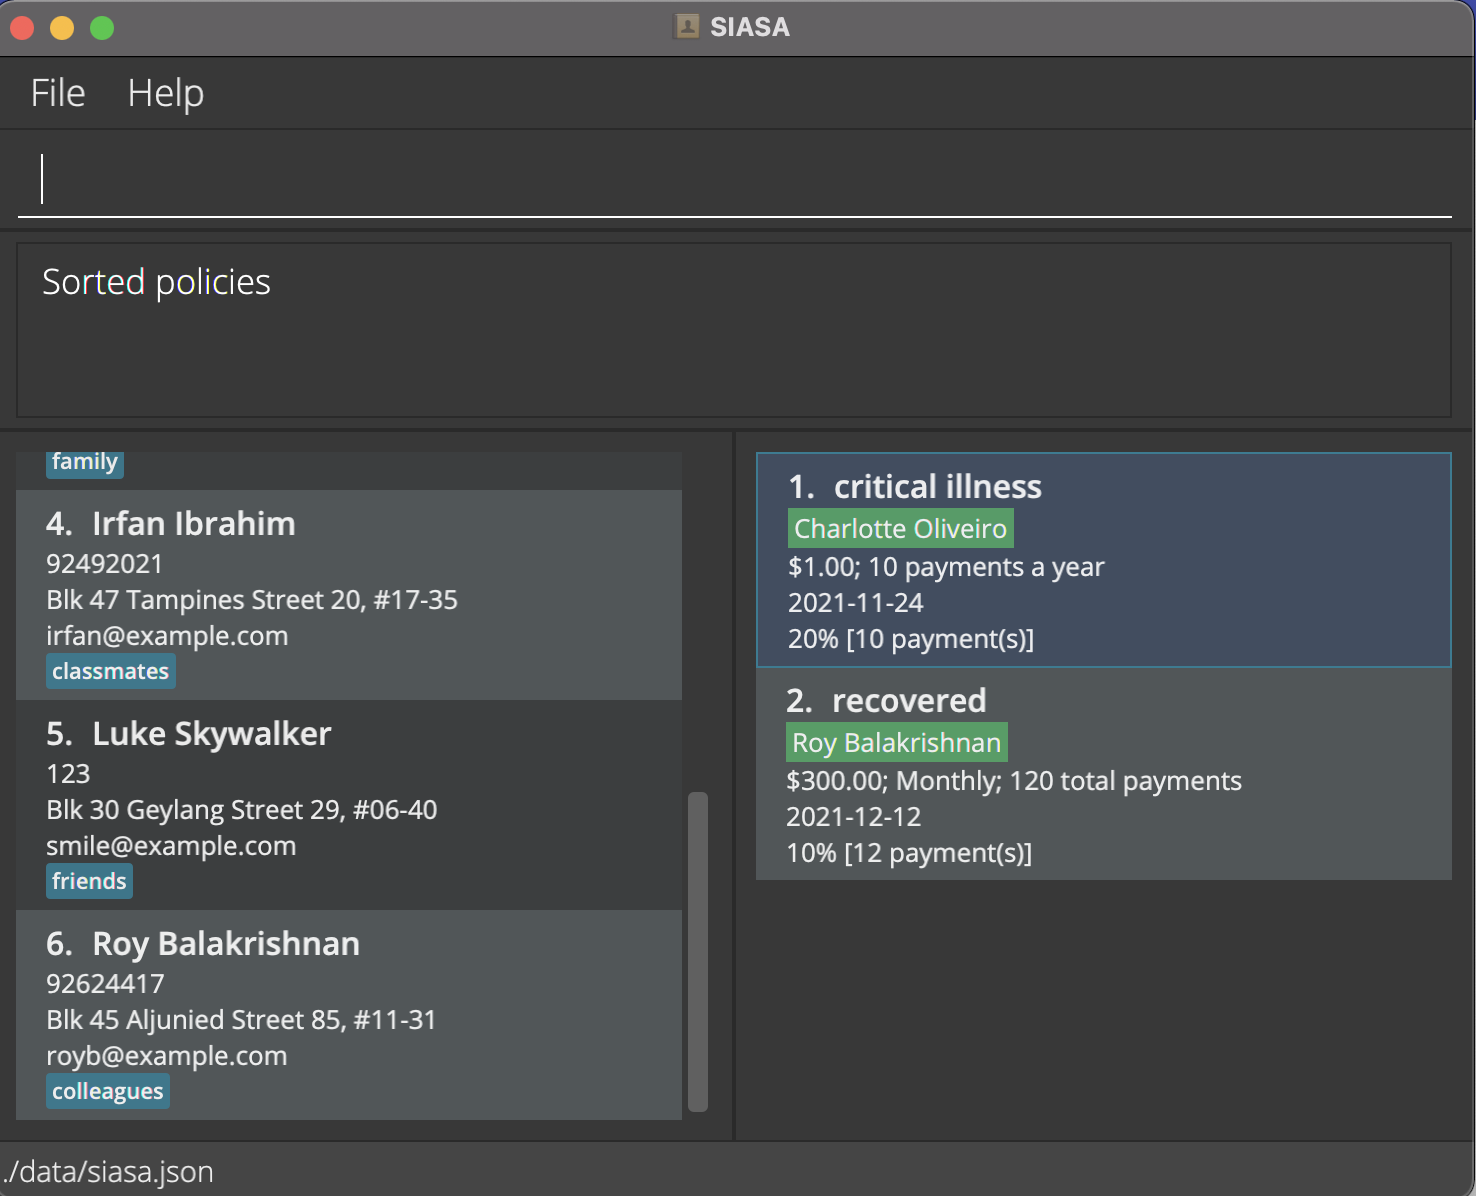 SIASA
File Help
Sorted policies
family
4. Irfan Ibrahim
92492021
Blk 47 Tampines Street 20, #17-35
irfan@example.com
classmates
5. Luke Skywalker
123
Blk 30 Geylang Street 29, #06-40
smile@example.com
friends
6. Roy Balakrishnan
92624417
Blk 45 Aljunied Street 85, #11-31
royb@example.com
colleagues
1. critical illness
Charlotte Oliveiro
$1.00; 10 payments a year
2021-11-24
20% [10 payment(s)]
2. recovered
Roy Balakrishnan
$300.00; Monthly; 120 total payments
2021-12-12
10% [12 payment(s)]
./data/siasa.json